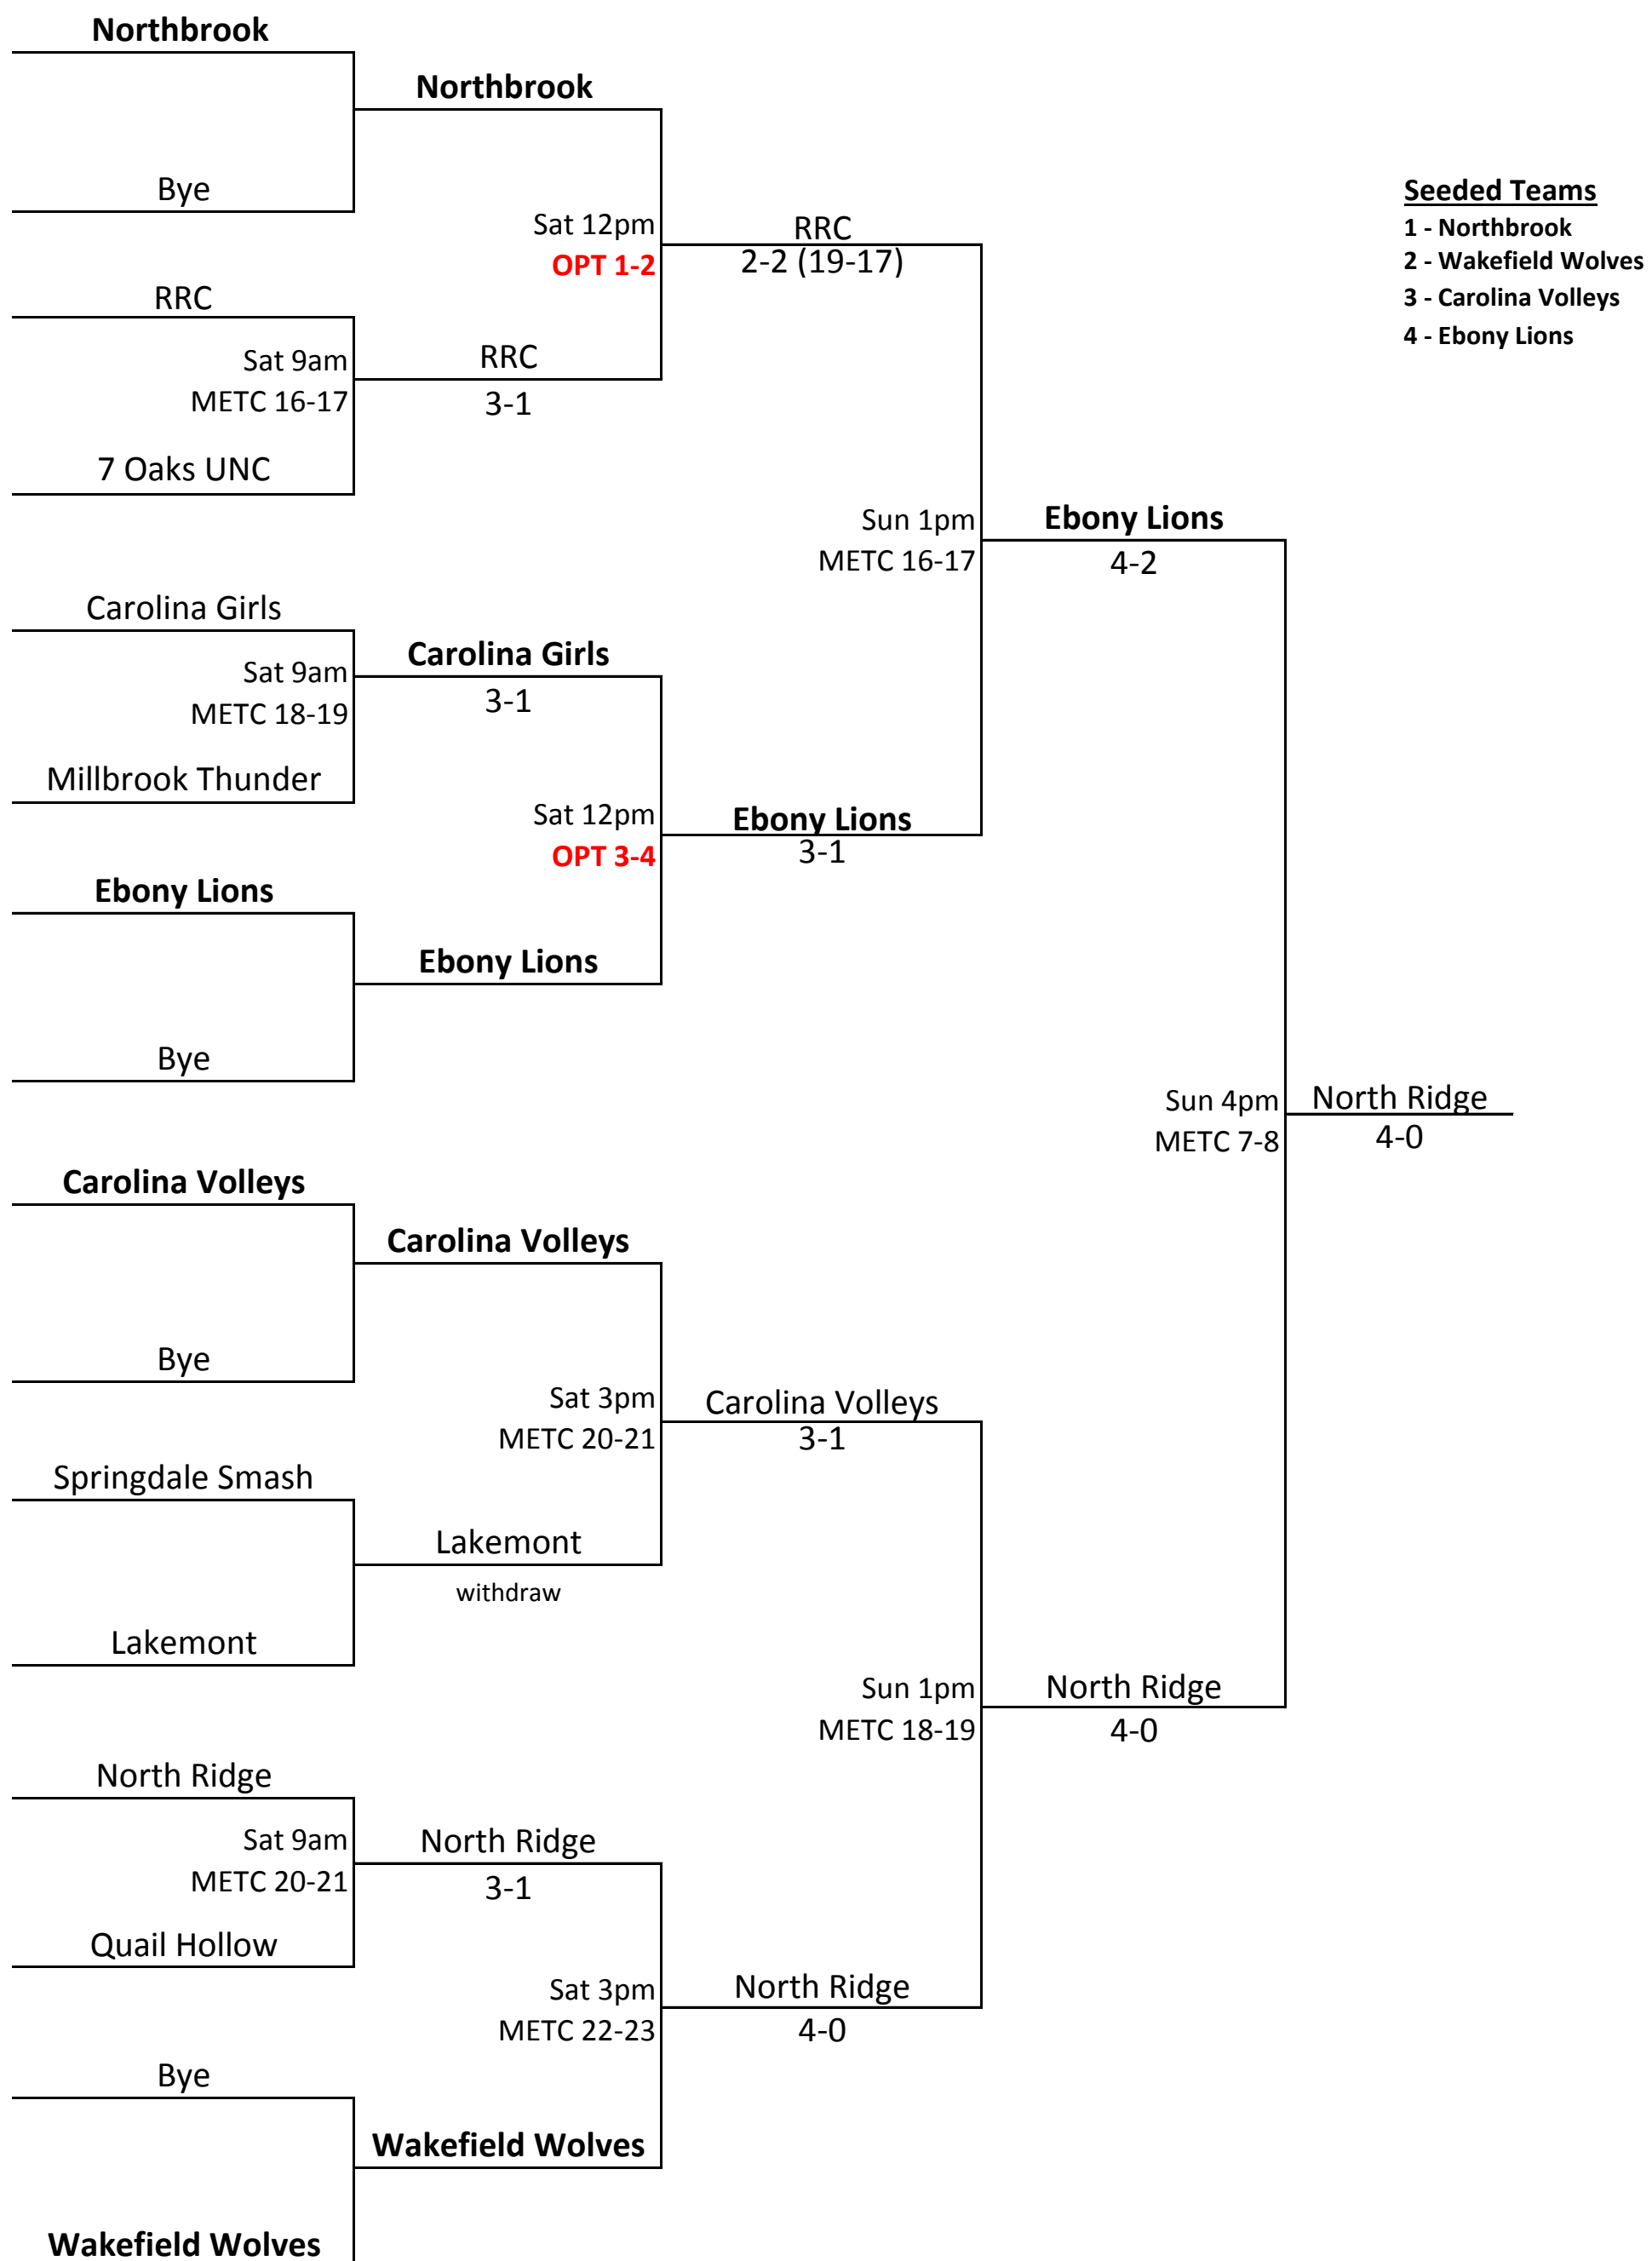 Northbrook
Northbrook
Bye
Seeded Teams
1 - Northbrook
2 - Wakefield Wolves
3 - Carolina Volleys
4 - Ebony Lions
Sat 12pm
OPT 1-2
RRC
2-2 (19-17)
RRC
Sat 9am
METC 16-17
RRC
3-1
7 Oaks UNC
Sun 1pm
METC 16-17
Ebony Lions
4-2
Carolina Girls
Sat 9am
METC 18-19
Carolina Girls
3-1
Millbrook Thunder
Sat 12pm
OPT 3-4
Ebony Lions
3-1
Ebony Lions
Ebony Lions
Bye
Sun 4pm
METC 7-8
North Ridge
4-0
Carolina Volleys
Carolina Volleys
Bye
Sat 3pm
METC 20-21
Carolina Volleys
3-1
Springdale Smash
Lakemont
withdraw
Lakemont
Sun 1pm
METC 18-19
North Ridge
4-0
North Ridge
Sat 9am
METC 20-21
North Ridge
3-1
Quail Hollow
Sat 3pm
METC 22-23
North Ridge
4-0
Bye
Wakefield Wolves
Wakefield Wolves